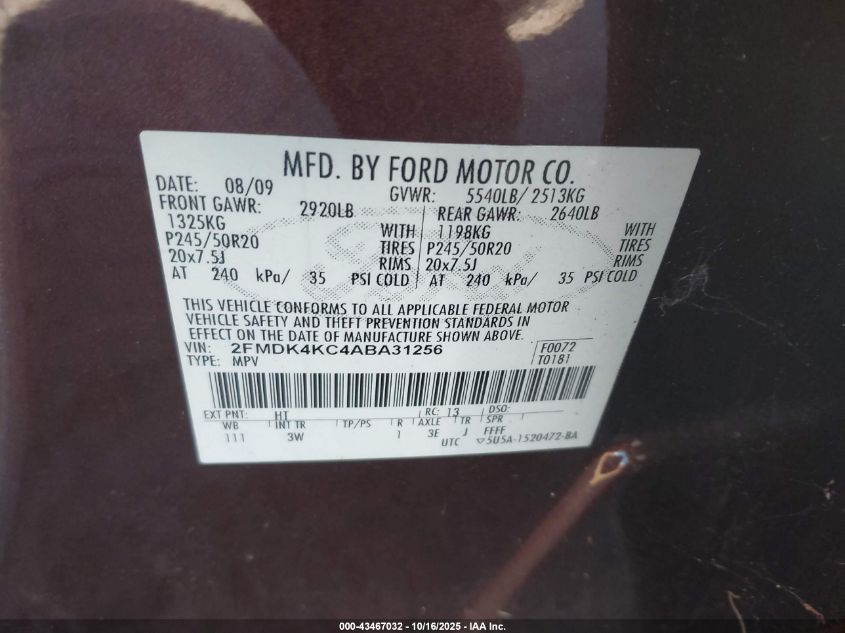 MFD. BY FORD MOTOR CO.
DATE: 08/09 GVWR: 5540LB/ 2513KG
FRONT GAWR: 2920LB REAR GAWR: 2640LB
1325KG WITH 1198KG WITH
P245/50R20 TIRES P245/50R20 TIRES
20x7.5J RIMS 20x7.5J RIMS
AT 240 kPa/ 35 PSI COLD AT 240 kPa/ 35 PSI COLD
THIS VEHICLE CONFORMS TO ALL APPLICABLE FEDERAL MOTOR
VEHICLE SAFETY AND THEFT PREVENTION STANDARDS IN
EFFECT ON THE DATE OF MANUFACTURE SHOWN ABOVE.
VIN: 2FMDK4KC4ABA31256 F0072
TYPE: MPV T0181
EXT PNT: HT RC: 13 DSO:
WB INT TR TP/PS R AXLE TR SPR
111 3W 1 3E J FFFF
UTC 5U5A-1520472-BA
000-43467032 - 10/16/2025 - IAA Inc.